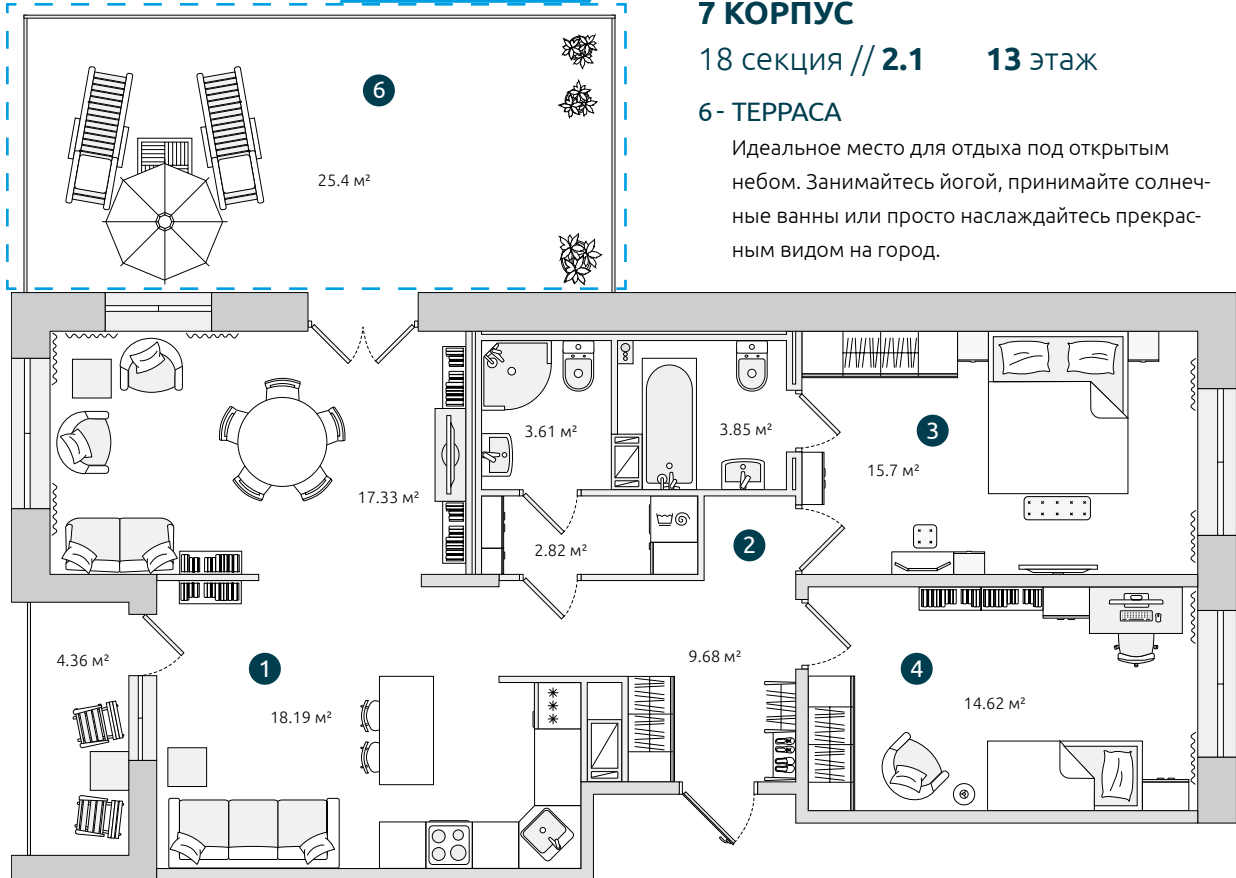 7 КОРПУС
18 секция // 2.1 13 этаж
6 - ТЕРРАСА
Идеальное место для отдыха под открытым
небом. Занимайтесь йогой, принимайте солнеч-
ные ванны или просто наслаждайтесь прекрас-
ным видом на город.
6
25.4 м²
3.61 м²
3.85 м²
3
15.7 м²
17.33 м²
2.82 м²
2
4.36 м²
1
18.19 м²
9.68 м²
4
14.62 м²